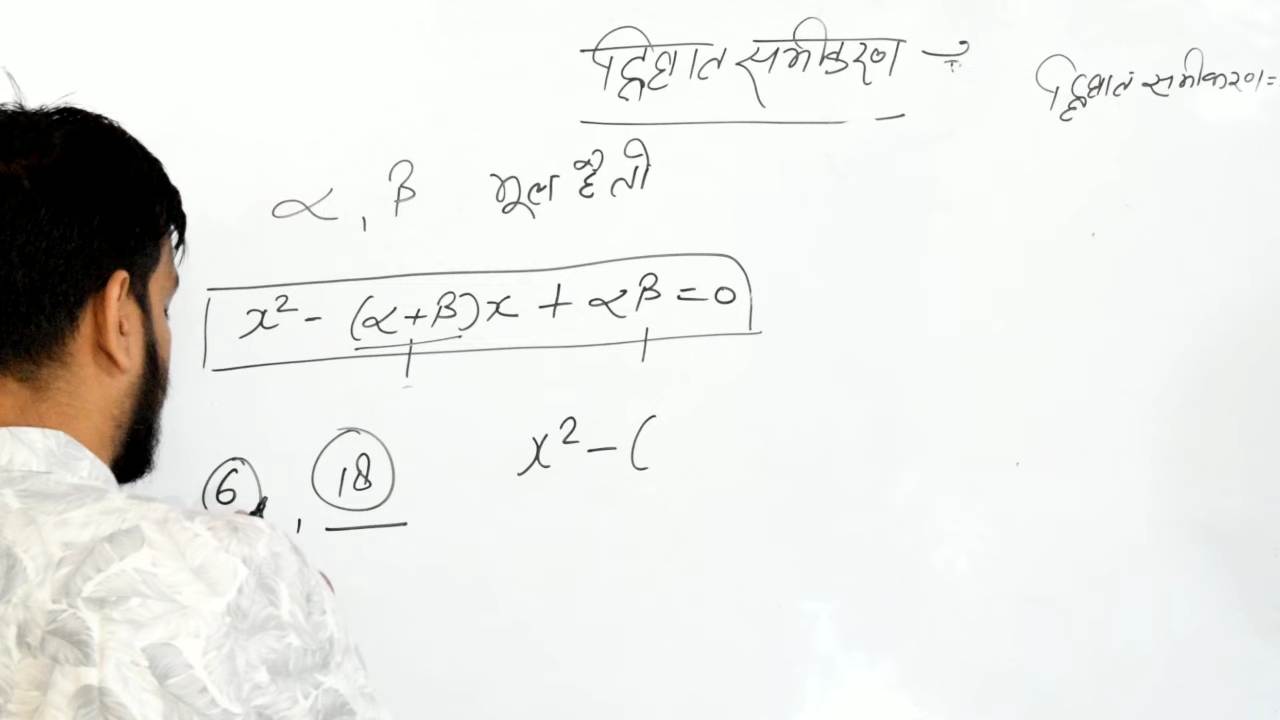 द्विघात समीकरण →
द्विघात समीकरण =
α, β मूल है तो
x² - (α+β)x + αβ = 0
6, 18
x² - (